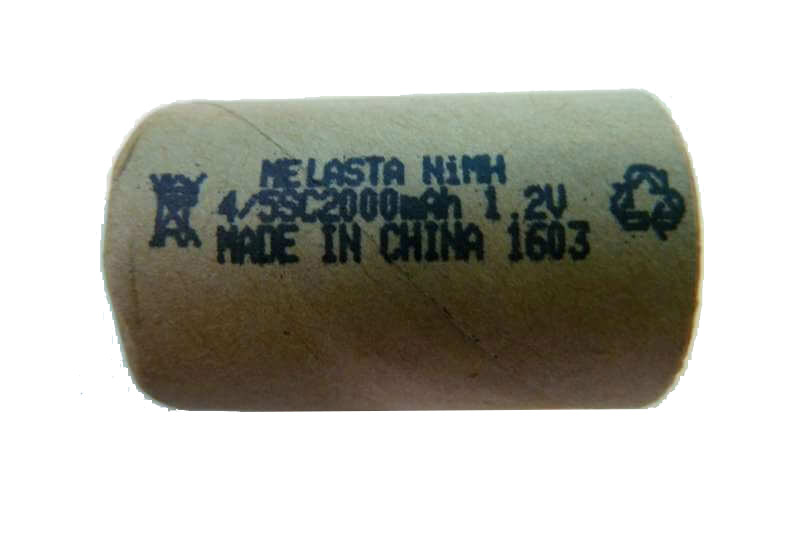 MELASTA NiMH
4/5SC2000mAh 1.2V
MADE IN CHINA 1603